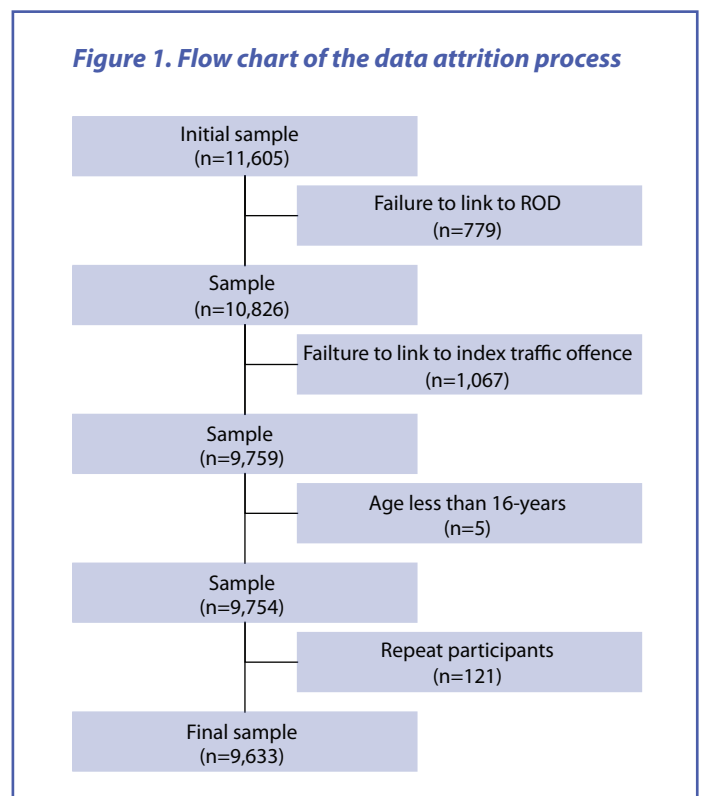 Figure 1. Flow chart of the data attrition process
Initial sample
(n=11,605)
Failure to link to ROD
(n=779)
Sample
(n=10,826)
Failture to link to index traffic offence
(n=1,067)
Sample
(n=9,759)
Age less than 16-years
(n=5)
Sample
(n=9,754)
Repeat participants
(n=121)
Final sample
(n=9,633)